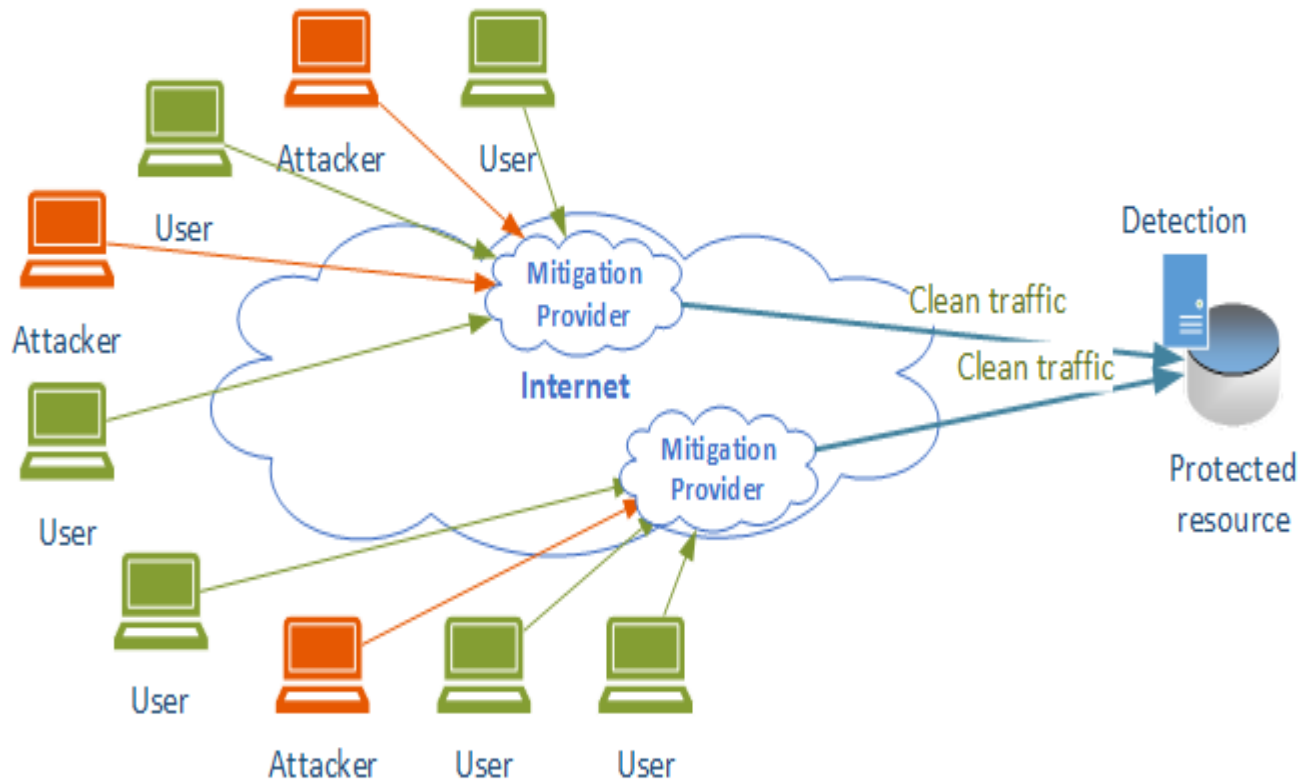 Attacker
User
User
Detection
Mitigation
Provider
Clean traffic
Attacker
Clean traffic
Internet
Mitigation
Provider
Protected
resource
User
User
Attacker
User
User